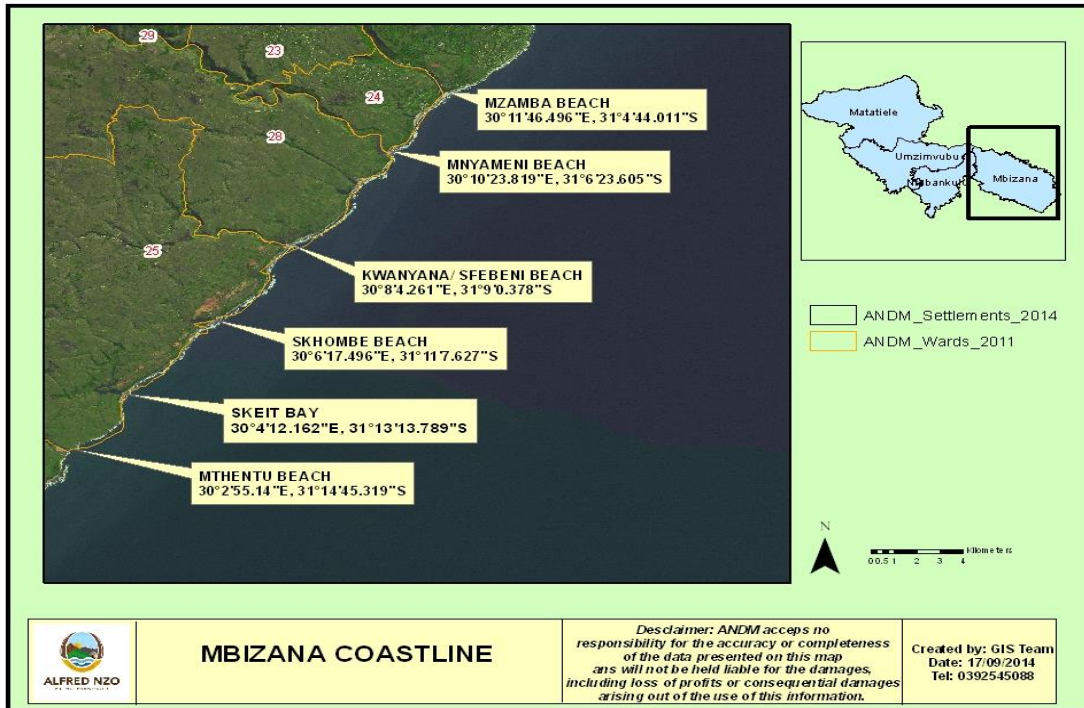 29
23
24
28
25
MZAMBA BEACH
30°11'46.496"E, 31°4'44.011"S
MNYAMENI BEACH
30°10'23.819"E, 31°6'23.605"S
KWANYANA/ SFEBENI BEACH
30°8'4.261"E, 31°9'0.378"S
SKHOMBE BEACH
30°6'17.496"E, 31°11'7.627"S
SKEIT BAY
30°4'12.162"E, 31°13'13.789"S
MTHENTU BEACH
30°2'55.14"E, 31°14'45.319"S
Matatiele
Umzimvubu
Mbizana
ANDM_Settlements_2014
ANDM_Wards_2011
N
Kilometers
0 0.5 1 2 3 4
ALFRED NZO
MBIZANA COASTLINE
Desclaimer: ANDM acceps no
responsibility for the accuracy or completeness
of the data presented on this map
ans will not be held liable for the damages,
including loss of profits or consequential damages
arising out of the use of this information.
Created by: GIS Team
Date: 17/09/2014
Tel: 0392545088